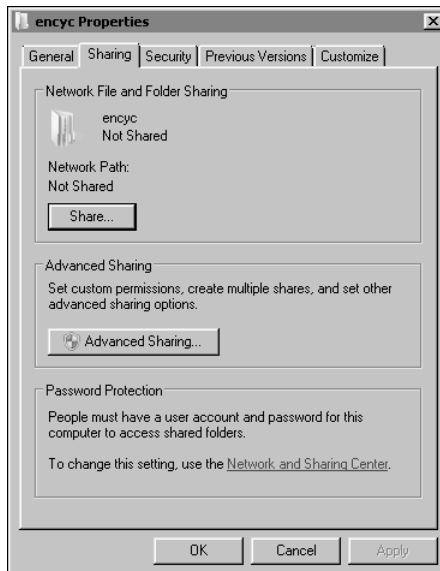 encyc Properties
General
Sharing
Security
Previous Versions
Customize
Network File and Folder Sharing
encyc
Not Shared
Network Path:
Not Shared
Share...
Advanced Sharing
Set custom permissions, create multiple shares, and set other
advanced sharing options.
Advanced Sharing...
Password Protection
People must have a user account and password for this
computer to access shared folders.
To change this setting, use the Network and Sharing Center.
OK
Cancel
Apply